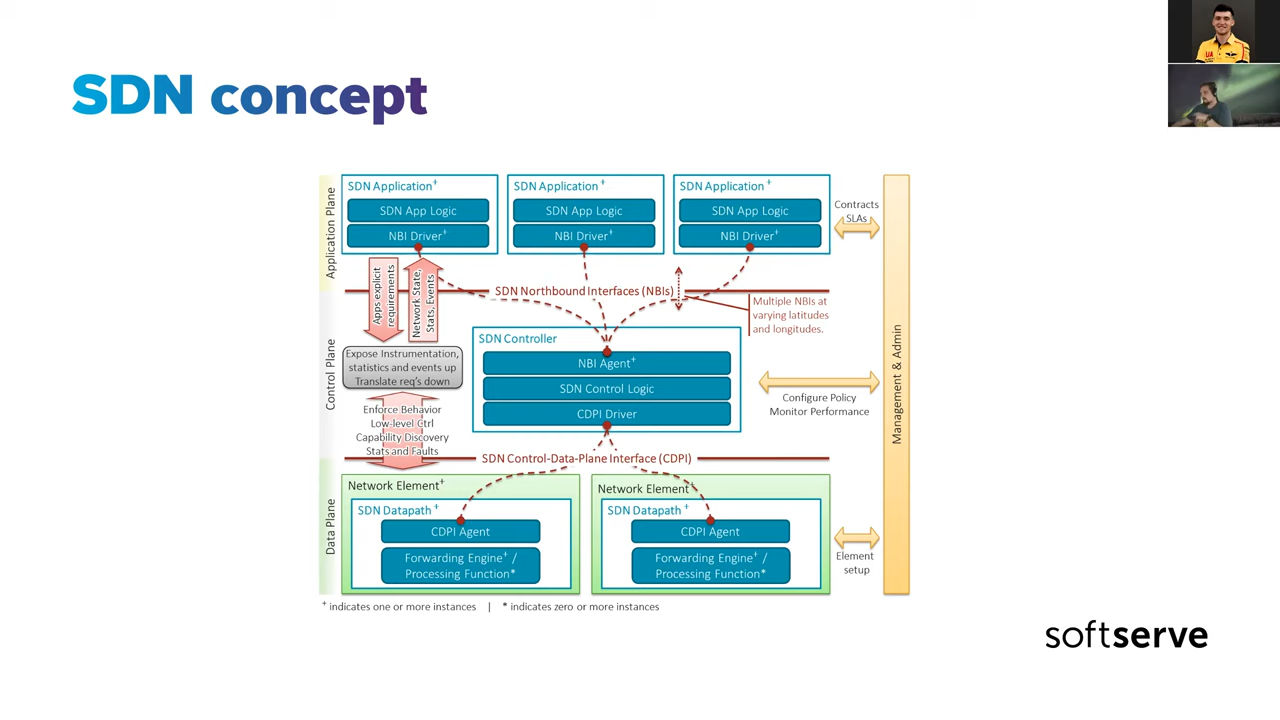 SDN concept
UA
Application Plane
SDN Application+
SDN App Logic
NBI Driver+
SDN Application +
SDN App Logic
NBI Driver+
SDN Application +
SDN App Logic
NBI Driver+
Contracts
SLAs
Apps explicit
requirements
Network State,
Stats, Events
SDN Northbound Interfaces (NBIs)
Multiple NBIs at
varying latitudes
and longitudes.
Control Plane
Expose Instrumentation,
statistics and events up
Translate req's down
SDN Controller
NBI Agent+
SDN Control Logic
CDPI Driver
Configure Policy
Monitor Performance
Management & Admin
Enforce Behavior
Low-level Ctrl
Capability Discovery
Stats and Faults
SDN Control-Data-Plane Interface (CDPI)
Data Plane
Network Element+
SDN Datapath +
CDPI Agent
Forwarding Engine+ /
Processing Function*
Network Element+
SDN Datapath +
CDPI Agent
Forwarding Engine+ /
Processing Function*
Element
setup
+ indicates one or more instances | * indicates zero or more instances
softserve